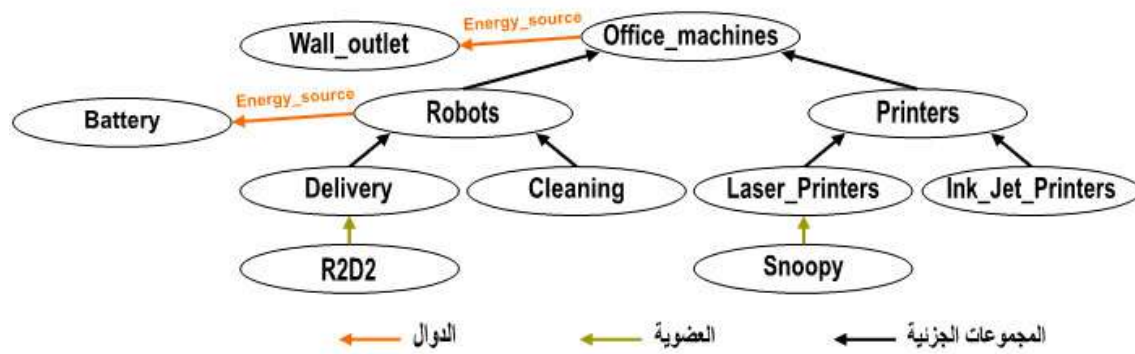 Energy_source
Wall_outlet
Office_machines
Energy_source
Battery
Robots
Printers
Delivery
Cleaning
Laser_Printers
Ink_Jet_Printers
R2D2
Snoopy
المجموعات الجزئية
العضوية
الدوال